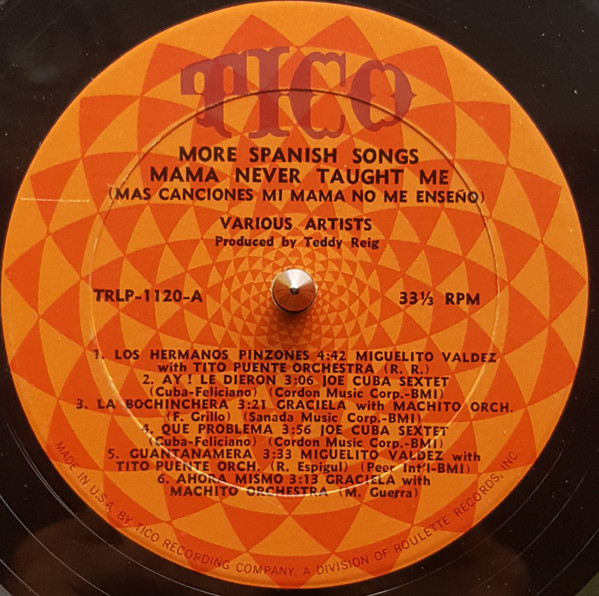 TICO
MORE SPANISH SONGS
MAMA NEVER TAUGHT ME
(MAS CANCIONES MI MAMA NO ME ENSEÑO)
VARIOUS ARTISTS
Produced by Teddy Reig
TRLP-1120-A 33⅓ RPM
1. LOS HERMANOS PINZONES 4:42 MIGUELITO VALDEZ
with TITO PUENTE ORCHESTRA (R. R.)
2. AY! LE DIERON 3:06 JOE CUBA SEXTET
(Cuba-Feliciano) (Cordon Music Corp.-BMI)
3. LA BOCHINCHERA 3:21 GRACIELA with MACHITO ORCH.
(F. Grillo) (Sanada Music Corp.-BMI)
4. QUE PROBLEMA 3:56 JOE CUBA SEXTET
(Cuba-Feliciano) (Cordon Music Corp.-BMI)
5. GUANTANAMERA 3:33 MIGUELITO VALDEZ with
TITO PUENTE ORCH. (R. Espigul) (Peer Int'l-BMI)
6. AHORA MISMO 3:13 GRACIELA with
MACHITO ORCHESTRA (M. Guerra)
MADE IN U.S.A. BY TICO RECORDING COMPANY, A DIVISION OF ROULETTE RECORDS, INC.